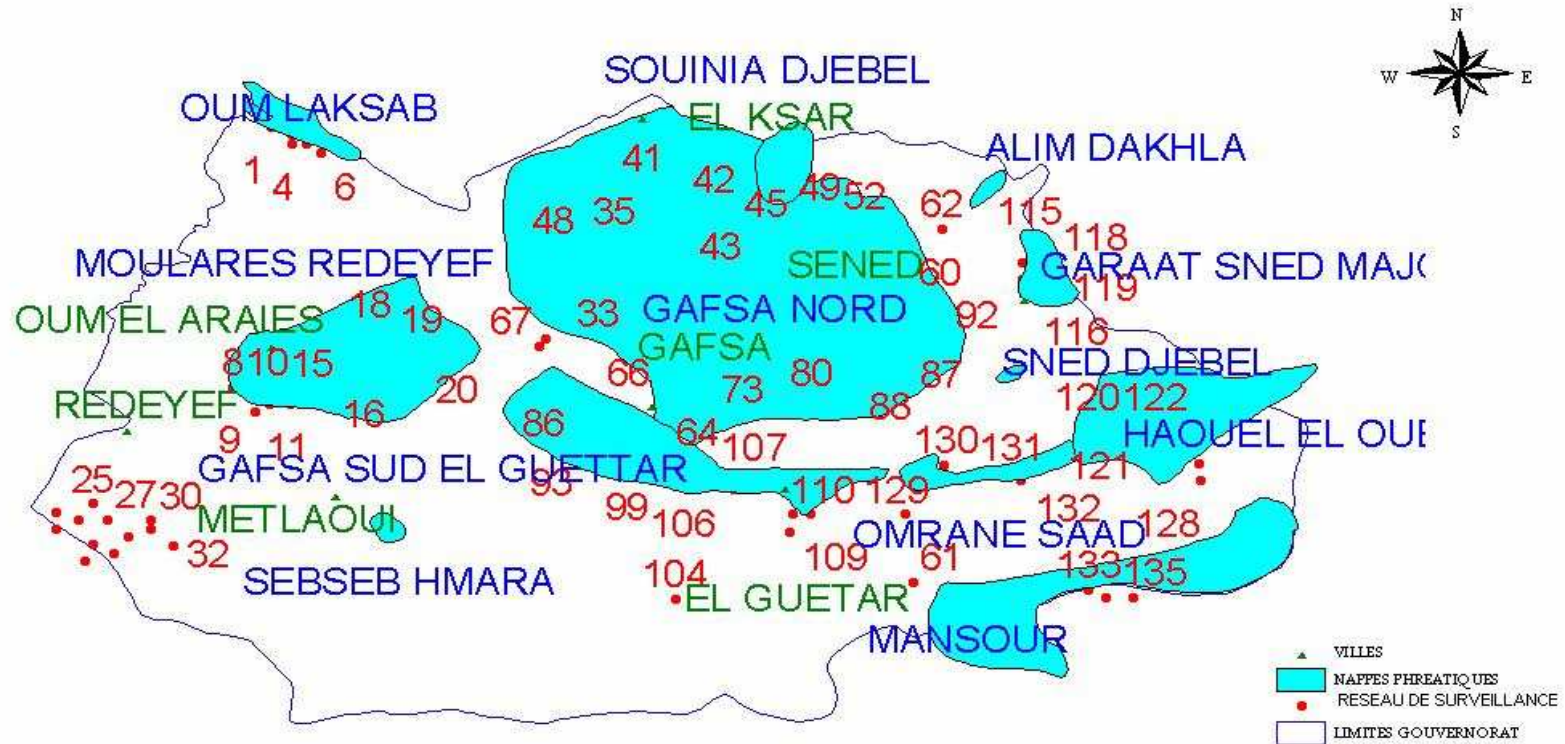 N
W E
S
SOUINIA DJEBEL
OUM LAKSAB
EL KSAR
ALIM DAKHLA
1 4 6
41 42 45 49 52 62 115
48 35 43 118
MOULARES REDEYEF
SENED 60
GARAAT SNED MAJ
119
OUM EL ARAIES
18 19 67 33
GAFSA NORD
92 116
GAFSA
8 10 15 20 66 73 80 87
SNED DJEBEL
REDEYEF
16 86 64 88 120 122
9 11 107 130 131
HAOUEL EL OUE
GAFSA SUD EL GUETTAR
121
25 27 30 93 99 110 129
METLAOUI
106 132 128
OMRANE SAAD
32 109 61 133 135
SEBSEB HMARA
104
EL GUETAR
MANSOUR
VILLES
NAPPES PHREATIQUES
RESEAU DE SURVEILLANCE
LIMITES GOUVERNORAT